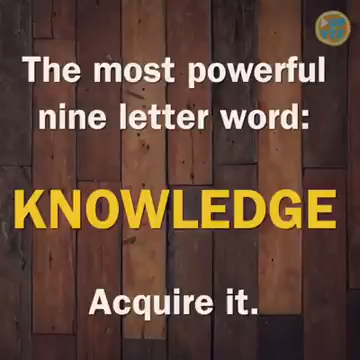 The most powerful
nine letter word:
KNOWLEDGE
Acquire it.